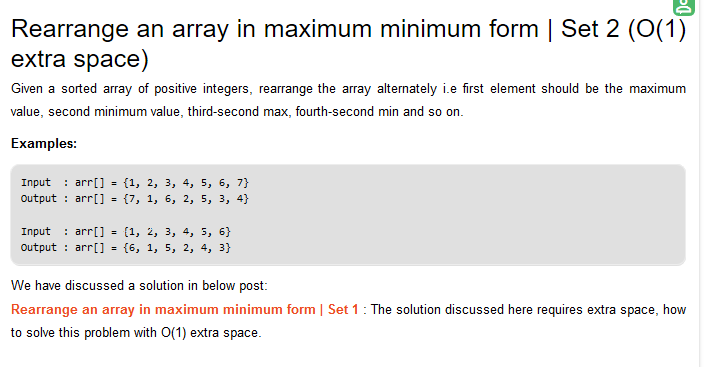 Rearrange an array in maximum minimum form | Set 2 (O(1)
extra space)
Given a sorted array of positive integers, rearrange the array alternately i.e first element should be the maximum
value, second minimum value, third-second max, fourth-second min and so on.
Examples:
Input : arr[] = {1, 2, 3, 4, 5, 6, 7}
Output : arr[] = {7, 1, 6, 2, 5, 3, 4}
Input : arr[] = {1, 2, 3, 4, 5, 6}
Output : arr[] = {6, 1, 5, 2, 4, 3}
We have discussed a solution in below post:
Rearrange an array in maximum minimum form | Set 1 : The solution discussed here requires extra space, how
to solve this problem with O(1) extra space.